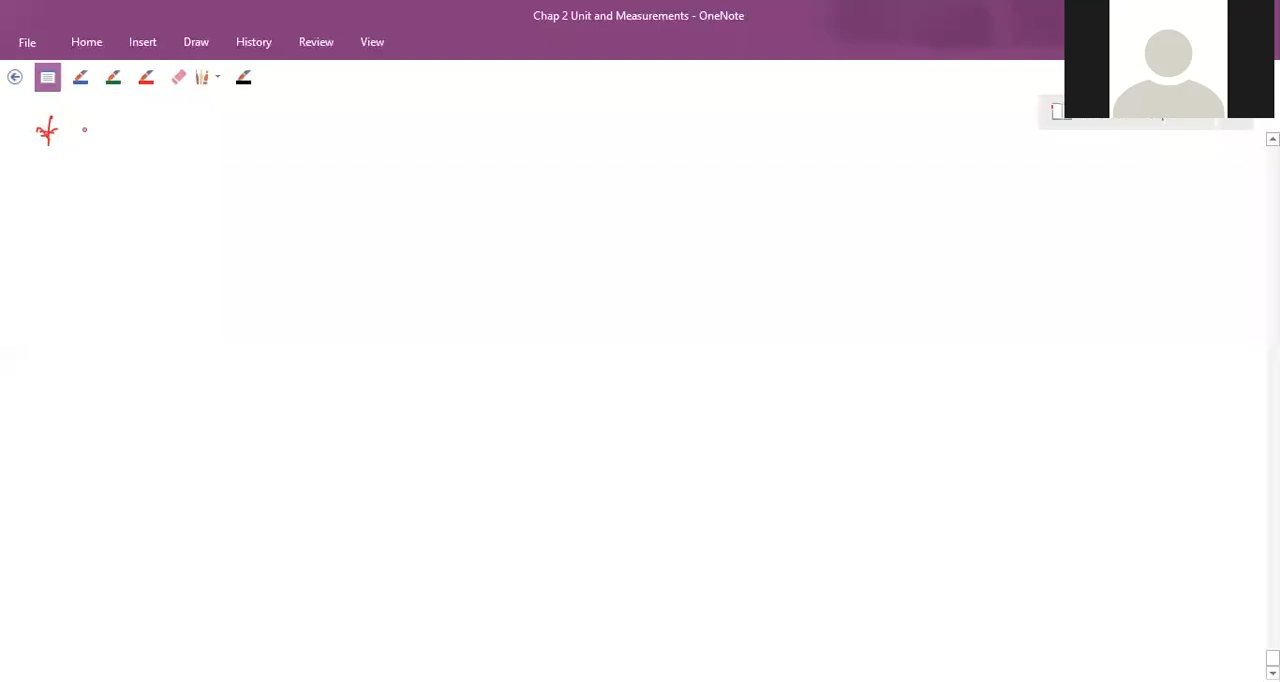 Chap 2 Unit and Measurements - OneNote
File Home Insert Draw History Review View
*